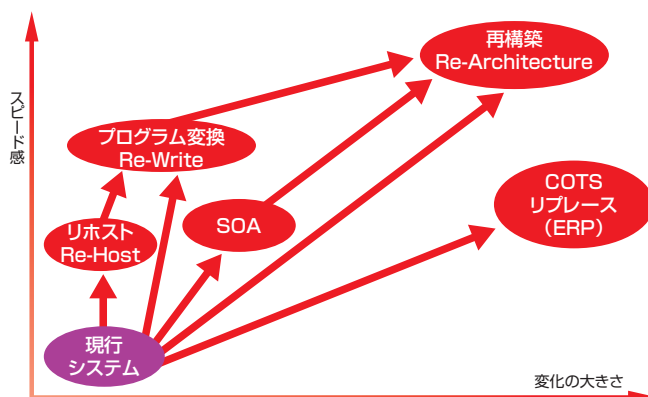 スピード感
再構築
Re-Architecture
プログラム変換
Re-Write
COTS
リプレース
（ERP）
SOA
リホスト
Re-Host
現行
システム
変化の大きさ